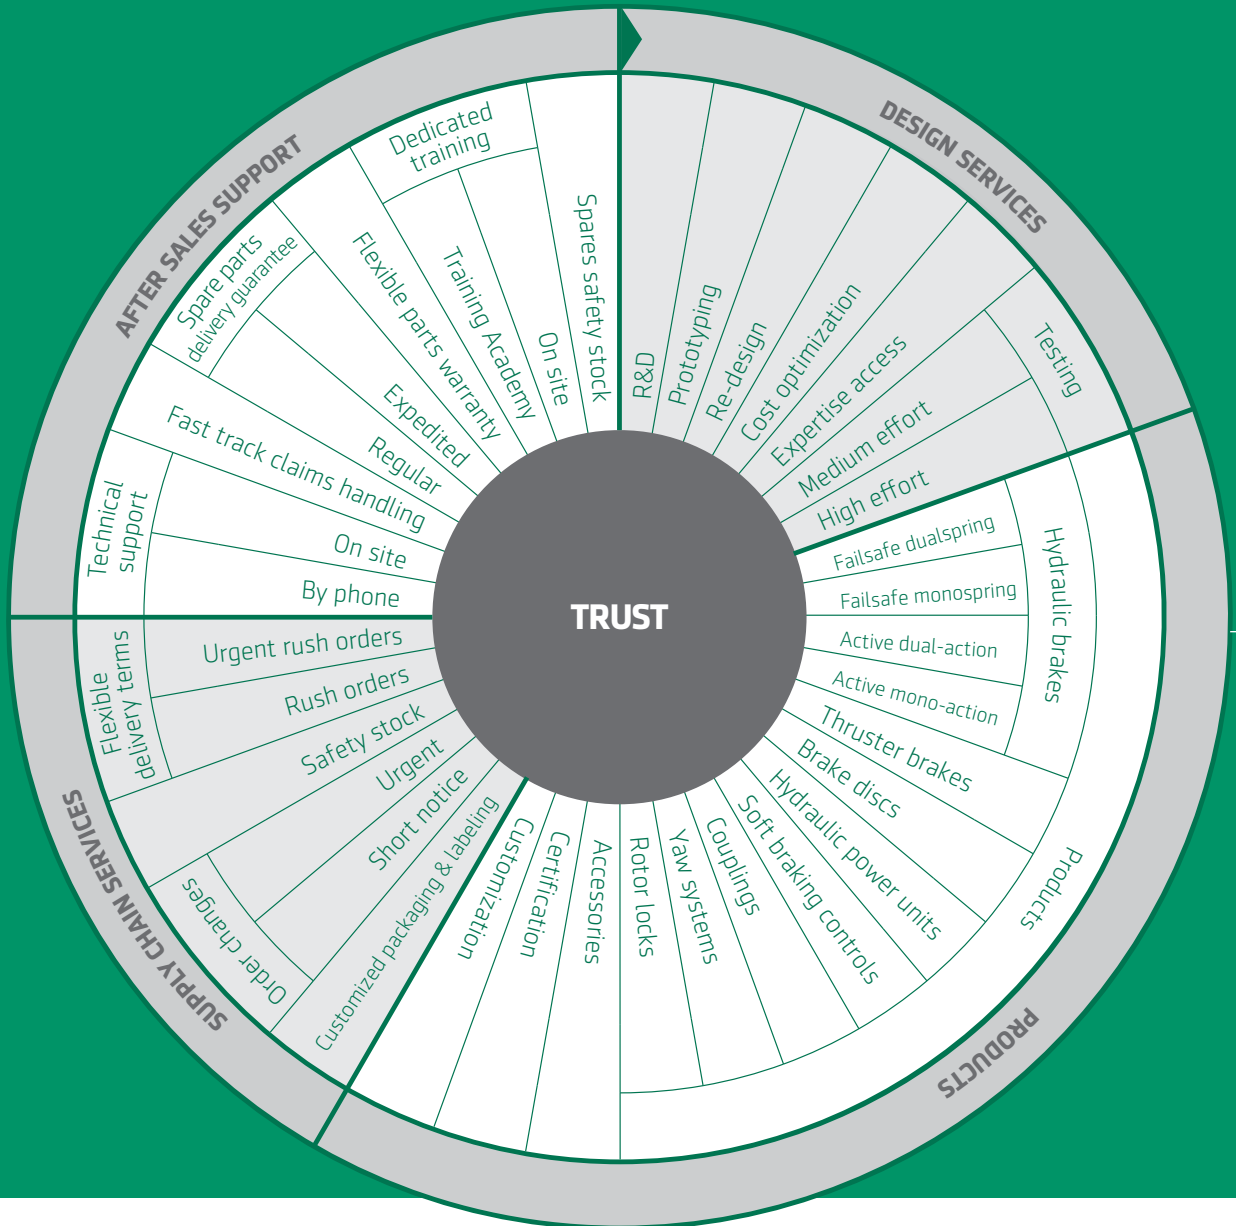 DESIGN SERVICES
R&D
Prototyping
Re-design
Cost optimization
Expertise access
Testing
Medium effort
High effort
PRODUCTS
Products
Hydraulic brakes
Failsafe dualspring
Failsafe monospring
Active dual-action
Active mono-action
Thruster brakes
Brake discs
Hydraulic power units
Soft braking controls
Couplings
Yaw systems
Rotor locks
Accessories
Certification
Customization
SUPPLY CHAIN SERVICES
Customized packaging & labeling
Order changes
Short notice
Urgent
Safety stock
Flexible
delivery terms
Rush orders
Urgent rush orders
AFTER SALES SUPPORT
Technical
support
By phone
On site
Fast track claims handling
Spare parts
delivery guarantee
Regular
Expedited
Flexible parts warranty
Dedicated
training
Training Academy
On site
Spares safety stock
TRUST